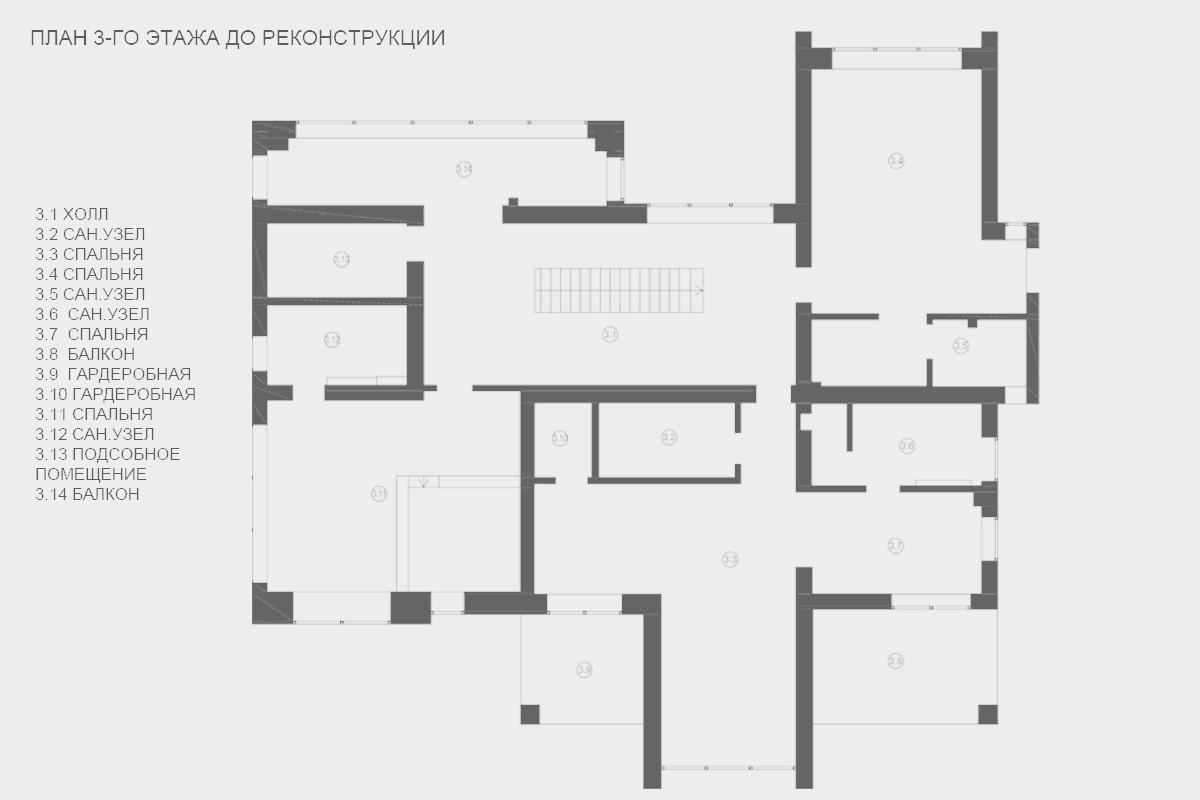 ПЛАН 3-ГО ЭТАЖА ДО РЕКОНСТРУКЦИИ
3.1 ХОЛЛ
3.2 САН.УЗЕЛ
3.3 СПАЛЬНЯ
3.4 СПАЛЬНЯ
3.5 САН.УЗЕЛ
3.6 САН.УЗЕЛ
3.7 СПАЛЬНЯ
3.8 БАЛКОН
3.9 ГАРДЕРОБНАЯ
3.10 ГАРДЕРОБНАЯ
3.11 СПАЛЬНЯ
3.12 САН.УЗЕЛ
3.13 ПОДСОБНОЕ
ПОМЕЩЕНИЕ
3.14 БАЛКОН
3.4
3.14
3.13
3.1
3.12
3.5
3.10
3.2
3.6
3.11
3.7
3.3
3.9
3.8